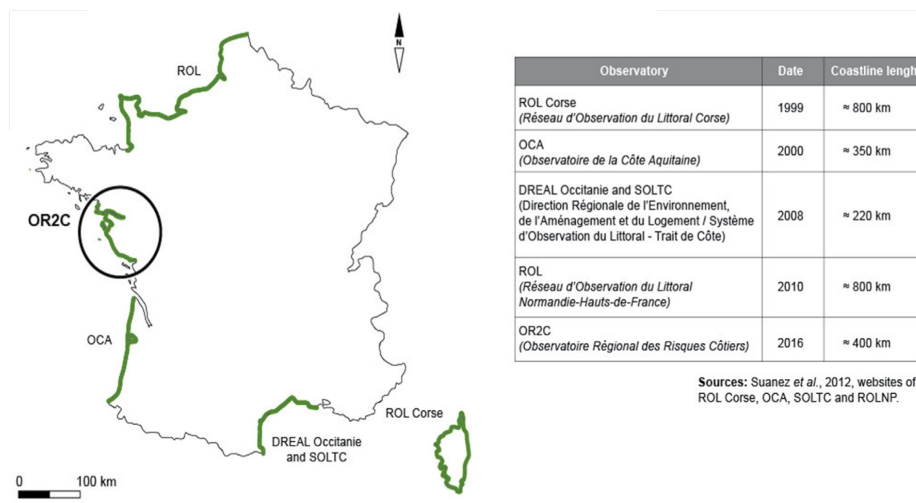 ROL
N
OR2C
OCA
ROL Corse
DREAL Occitanie
and SOLTC
0 100 km
Observatory Date Coastline lenght
ROL Corse
(Réseau d'Observation du Littoral Corse)
1999 ≈ 800 km
OCA
(Observatoire de la Côte Aquitaine)
2000 ≈ 350 km
DREAL Occitanie and SOLTC
(Direction Régionale de l'Environnement,
de l'Aménagement et du Logement / Système
d'Observation du Littoral - Trait de Côte)
2008 ≈ 220 km
ROL
(Réseau d'Observation du Littoral
Normandie-Hauts-de-France)
2010 ≈ 800 km
OR2C
(Observatoire Régional des Risques Côtiers)
2016 ≈ 400 km
Sources: Suanez et al., 2012, websites of
ROL Corse, OCA, SOLTC and ROLNP.